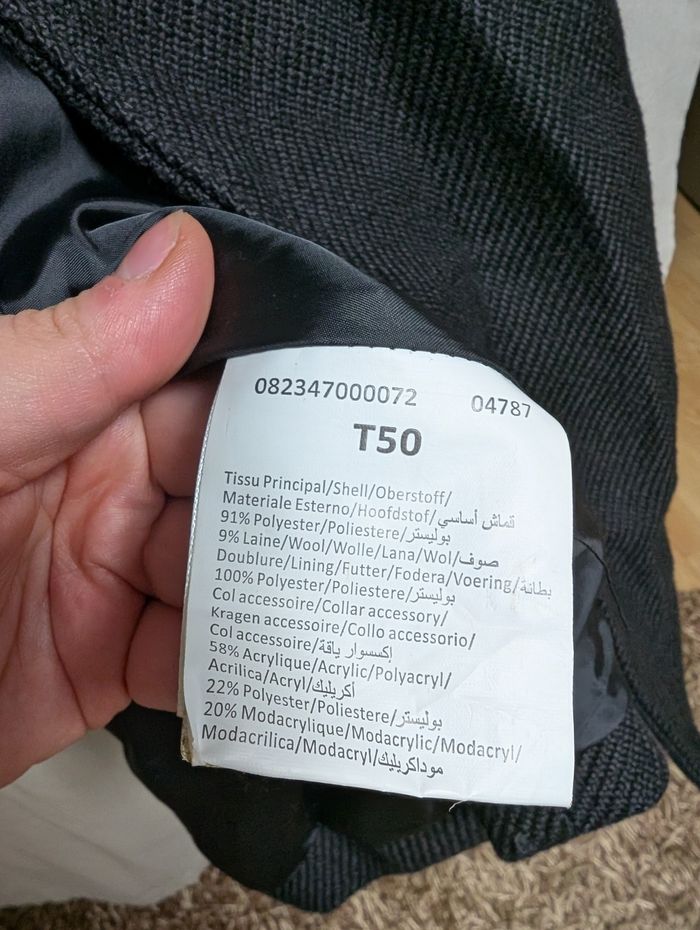 082347000072 04787
T50
Tissu Principal/Shell/Oberstoff/
Materiale Esterno/Hoofdstof/قماش أساسي
91% Polyester/Poliestere/بوليستر
9% Laine/Wool/Wolle/Lana/Wol/صوف
Doublure/Lining/Futter/Fodera/Voering/بطانة
100% Polyester/Poliestere/بوليستر
Col accessoire/Collar accessory/
Kragen accessoire/Collo accessorio/
Col accessoire/إكسسوار ياقة
58% Acrylique/Acrylic/Polyacryl/
Acrilica/Acryl/أكريليك
22% Polyester/Poliestere/بوليستر
20% Modacrylique/Modacrylic/Modacryl/
Modacrilica/Modacryl/موداكريليك